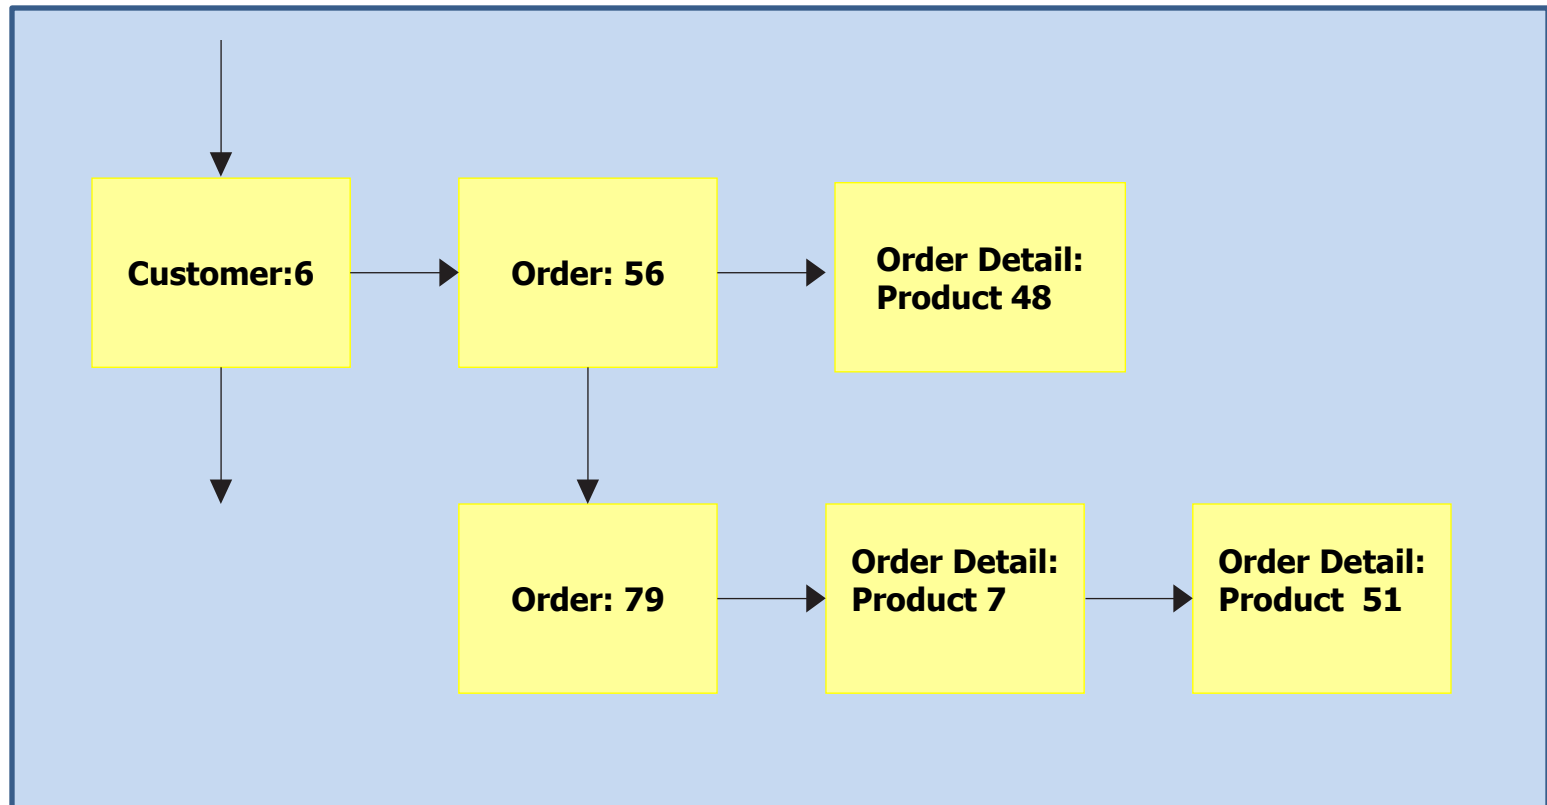 Customer:6
Order: 56
Order Detail:
Product 48
Order: 79
Order Detail:
Product 7
Order Detail:
Product  51